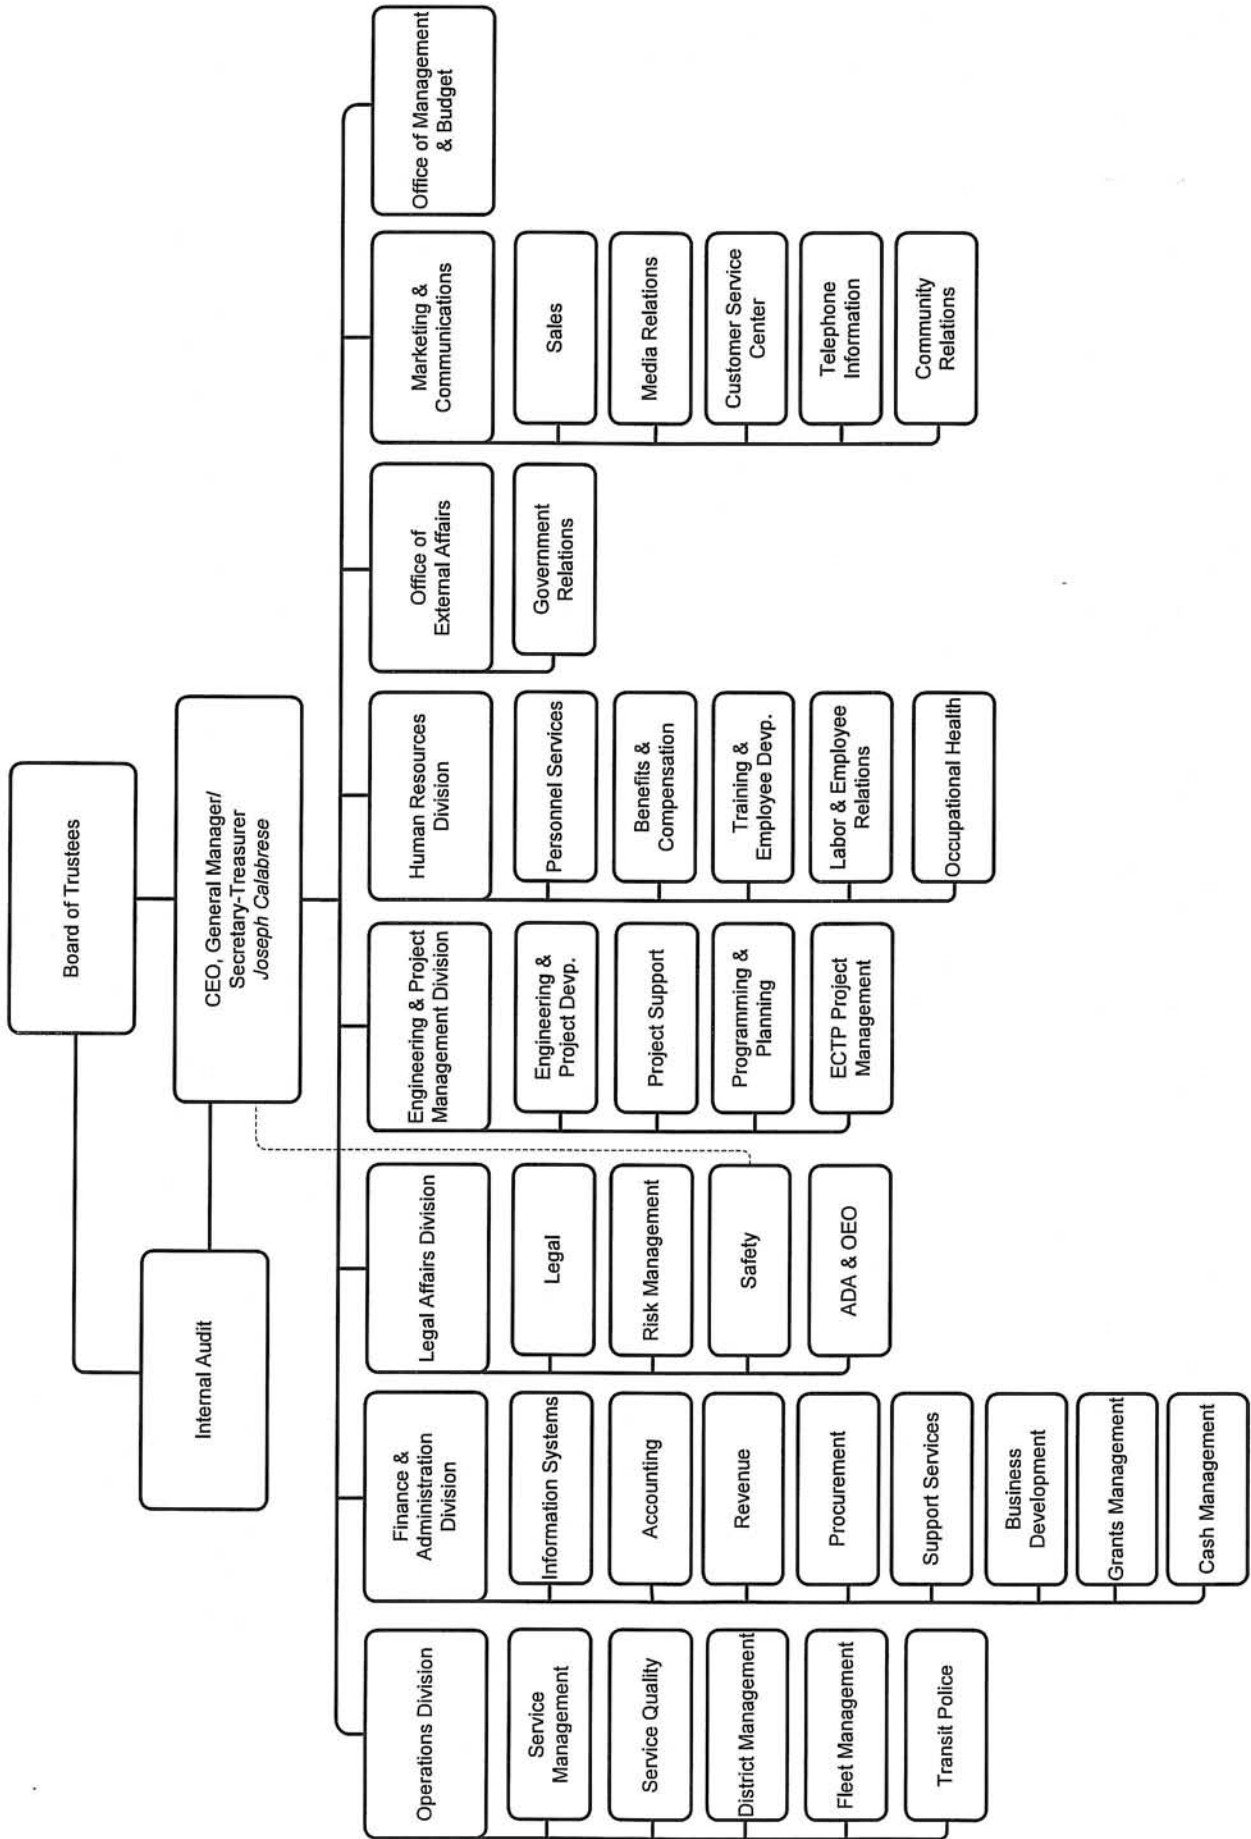 Board of Trustees
CEO, General Manager/
Secretary-Treasurer
Joseph Calabrese
Internal Audit
Operations Division
Service
Management
Service Quality
District Management
Fleet Management
Transit Police
Finance &
Administration
Division
Information Systems
Accounting
Revenue
Procurement
Support Services
Business
Development
Grants Management
Cash Management
Legal Affairs Division
Legal
Risk Management
Safety
ADA & OEO
Engineering & Project
Management Division
Engineering &
Project Devp.
Project Support
Programming &
Planning
ECTP Project
Management
Human Resources
Division
Personnel Services
Benefits &
Compensation
Training &
Employee Devp.
Labor & Employee
Relations
Occupational Health
Office of
External Affairs
Government
Relations
Marketing &
Communications
Sales
Media Relations
Customer Service
Center
Telephone
Information
Community
Relations
Office of Management
& Budget